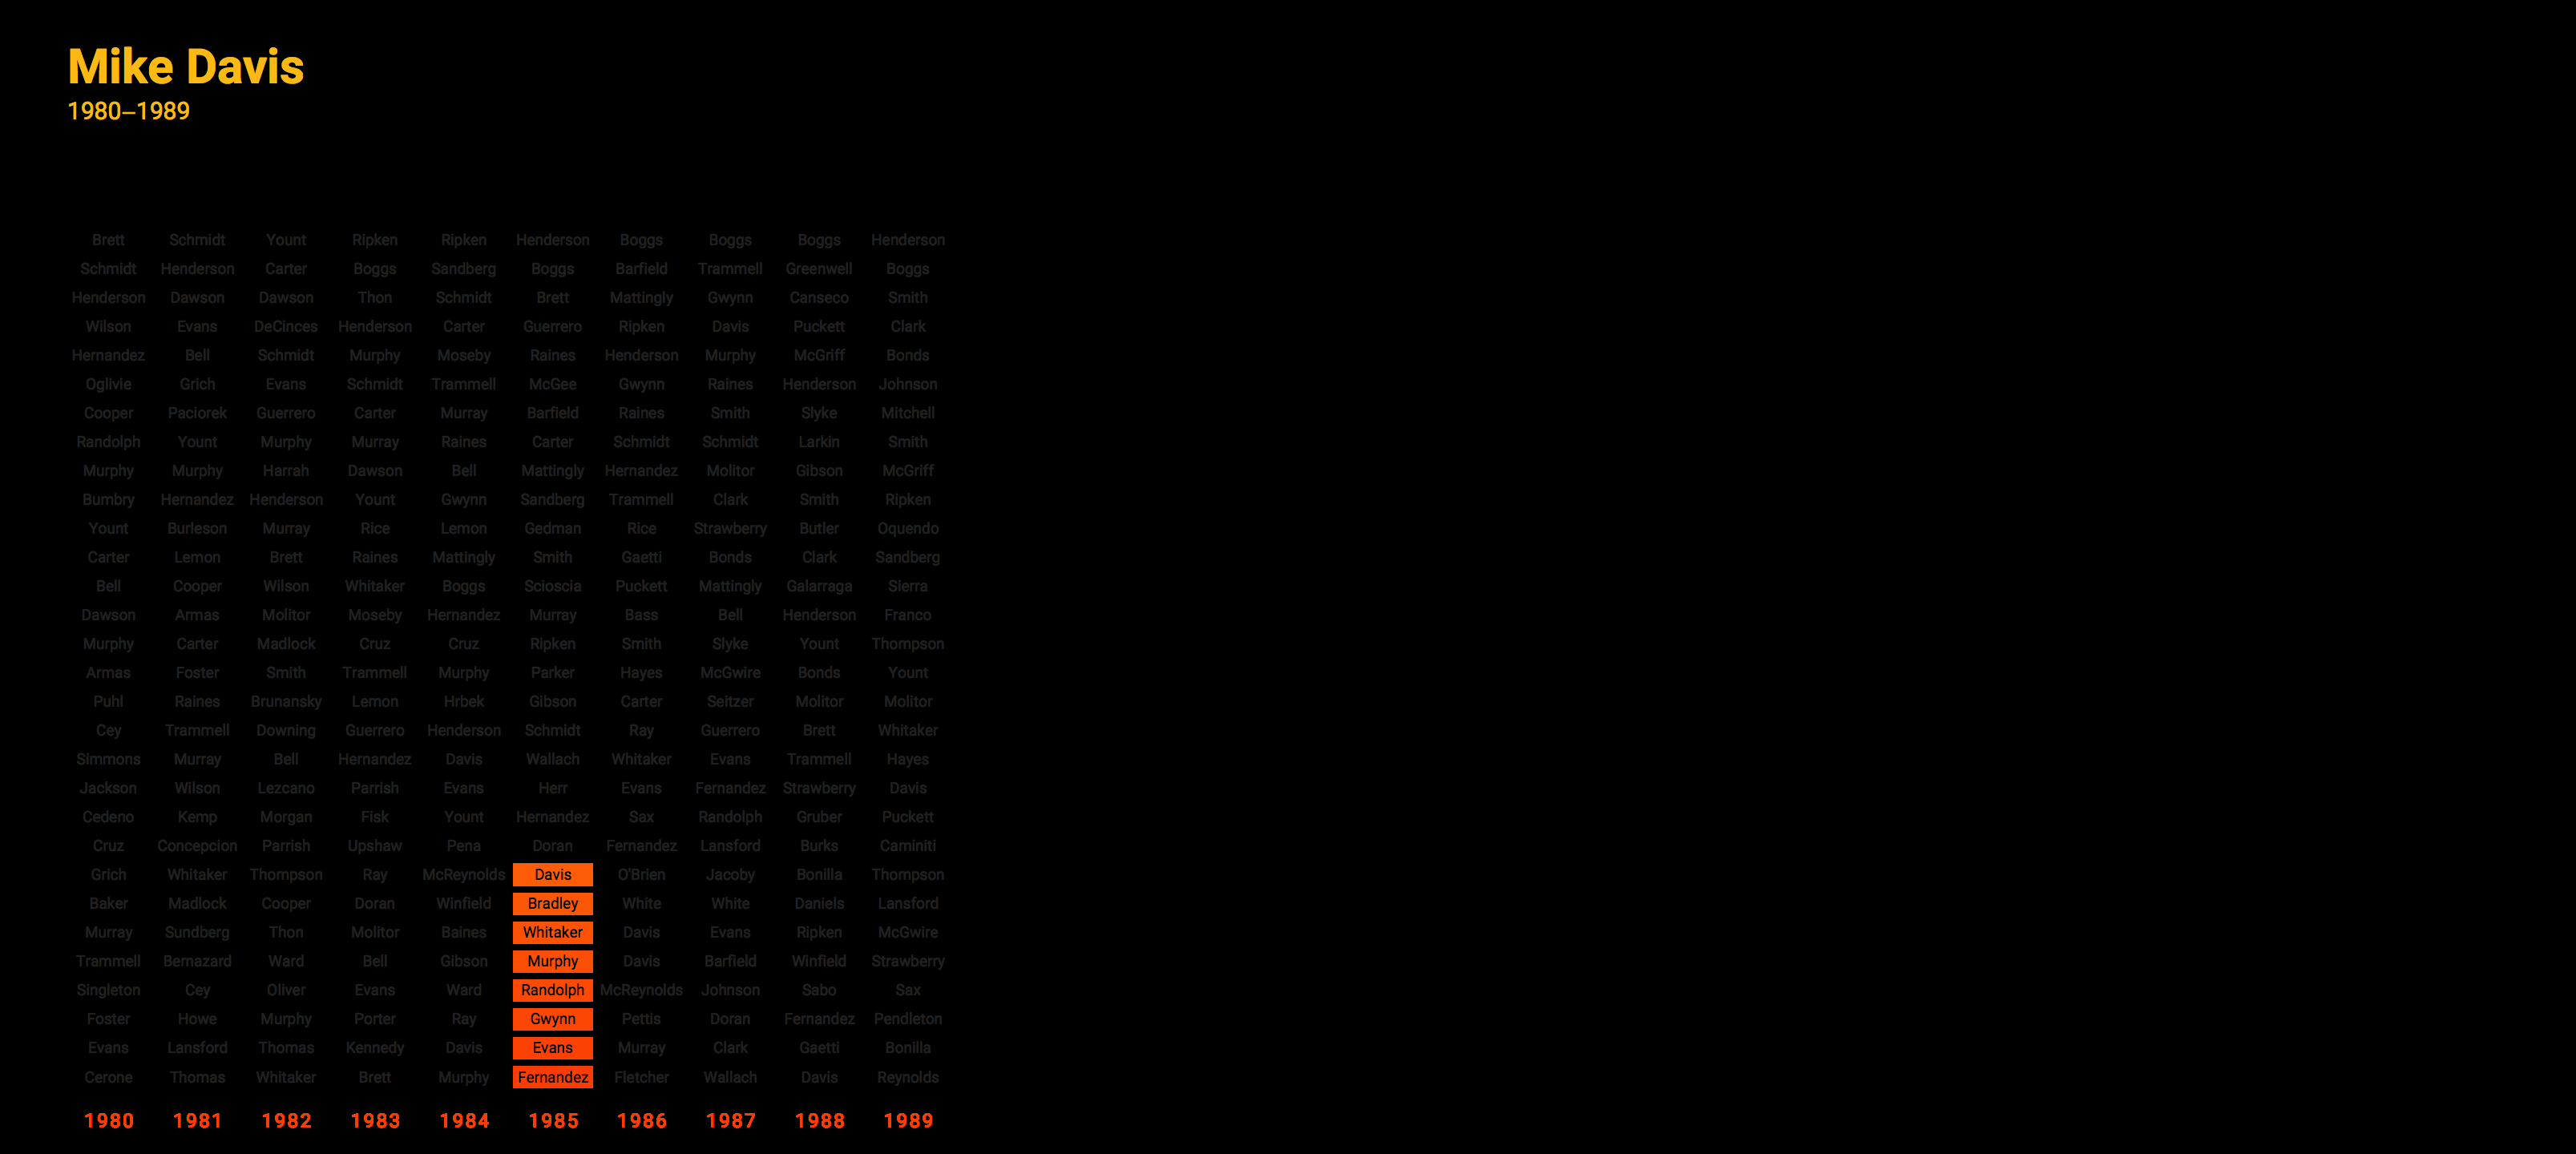 Mike Davis
1980–1989
Brett Schmidt Yount Ripken Ripken Henderson Boggs Boggs Boggs Henderson
Schmidt Henderson Carter Boggs Sandberg Boggs Barfield Trammell Greenwell Boggs
Henderson Dawson Dawson Thon Schmidt Brett Mattingly Gwynn Canseco Smith
Wilson Evans DeCinces Henderson Carter Guerrero Ripken Davis Puckett Clark
Hernandez Bell Schmidt Murphy Moseby Raines Henderson Murphy McGriff Bonds
Oglivie Grich Evans Schmidt Trammell McGee Gwynn Raines Henderson Johnson
Cooper Paciorek Guerrero Carter Murray Barfield Raines Smith Slyke Mitchell
Randolph Yount Murphy Murray Raines Carter Schmidt Schmidt Larkin Smith
Murphy Murphy Harrah Dawson Bell Mattingly Hernandez Molitor Gibson McGriff
Bumbry Hernandez Henderson Yount Gwynn Sandberg Trammell Clark Smith Ripken
Yount Burleson Murray Rice Lemon Gedman Rice Strawberry Butler Oquendo
Carter Lemon Brett Raines Mattingly Smith Gaetti Bonds Clark Sandberg
Bell Cooper Wilson Whitaker Boggs Scioscia Puckett Mattingly Galarraga Sierra
Dawson Armas Molitor Moseby Hernandez Murray Bass Bell Henderson Franco
Murphy Carter Madlock Cruz Cruz Ripken Smith Slyke Yount Thompson
Armas Foster Smith Trammell Murphy Parker Hayes McGwire Bonds Yount
Puhl Raines Brunansky Lemon Hrbek Gibson Carter Seitzer Molitor Molitor
Cey Trammell Downing Guerrero Henderson Schmidt Ray Guerrero Brett Whitaker
Simmons Murray Bell Hernandez Davis Wallach Whitaker Evans Trammell Hayes
Jackson Wilson Lezcano Parrish Evans Herr Evans Fernandez Strawberry Davis
Cedeno Kemp Morgan Fisk Yount Hernandez Sax Randolph Gruber Puckett
Cruz Concepcion Parrish Upshaw Pena Doran Fernandez Lansford Burks Caminiti
Grich Whitaker Thompson Ray McReynolds Davis O'Brien Jacoby Bonilla Thompson
Baker Madlock Cooper Doran Winfield Bradley White White Daniels Lansford
Murray Sundberg Thon Molitor Baines Whitaker Davis Evans Ripken McGwire
Trammell Bernazard Ward Bell Gibson Murphy Davis Barfield Winfield Strawberry
Singleton Cey Oliver Evans Ward Randolph McReynolds Johnson Sabo Sax
Foster Howe Murphy Porter Ray Gwynn Pettis Doran Fernandez Pendleton
Evans Lansford Thomas Kennedy Davis Evans Murray Clark Gaetti Bonilla
Cerone Thomas Whitaker Brett Murphy Fernandez Fletcher Wallach Davis Reynolds
1980 1981 1982 1983 1984 1985 1986 1987 1988 1989